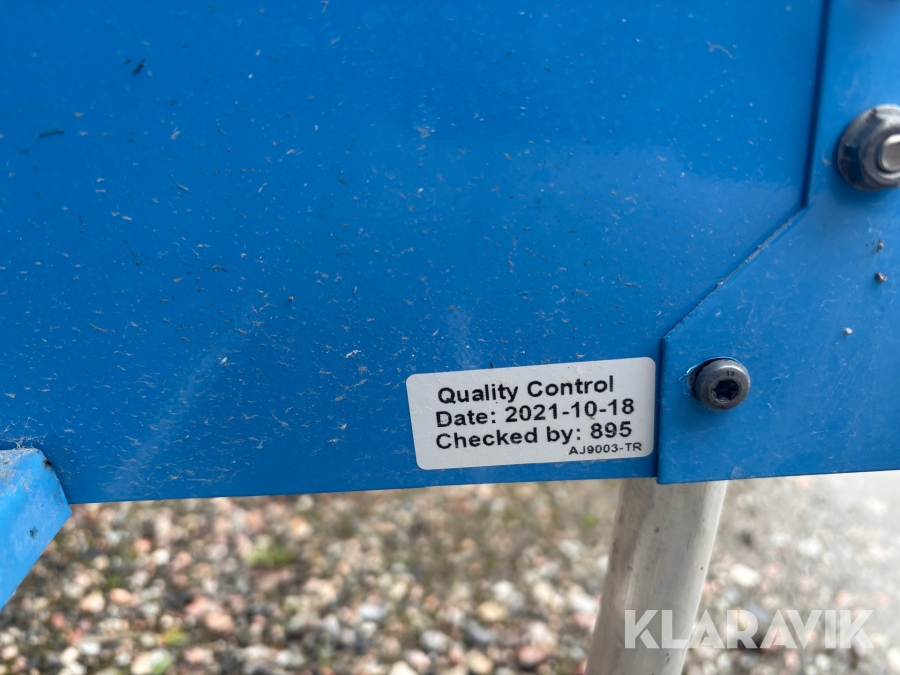 Quality Control
Date: 2021-10-18
Checked by: 895
AJ9003-TR
KLARAVIK